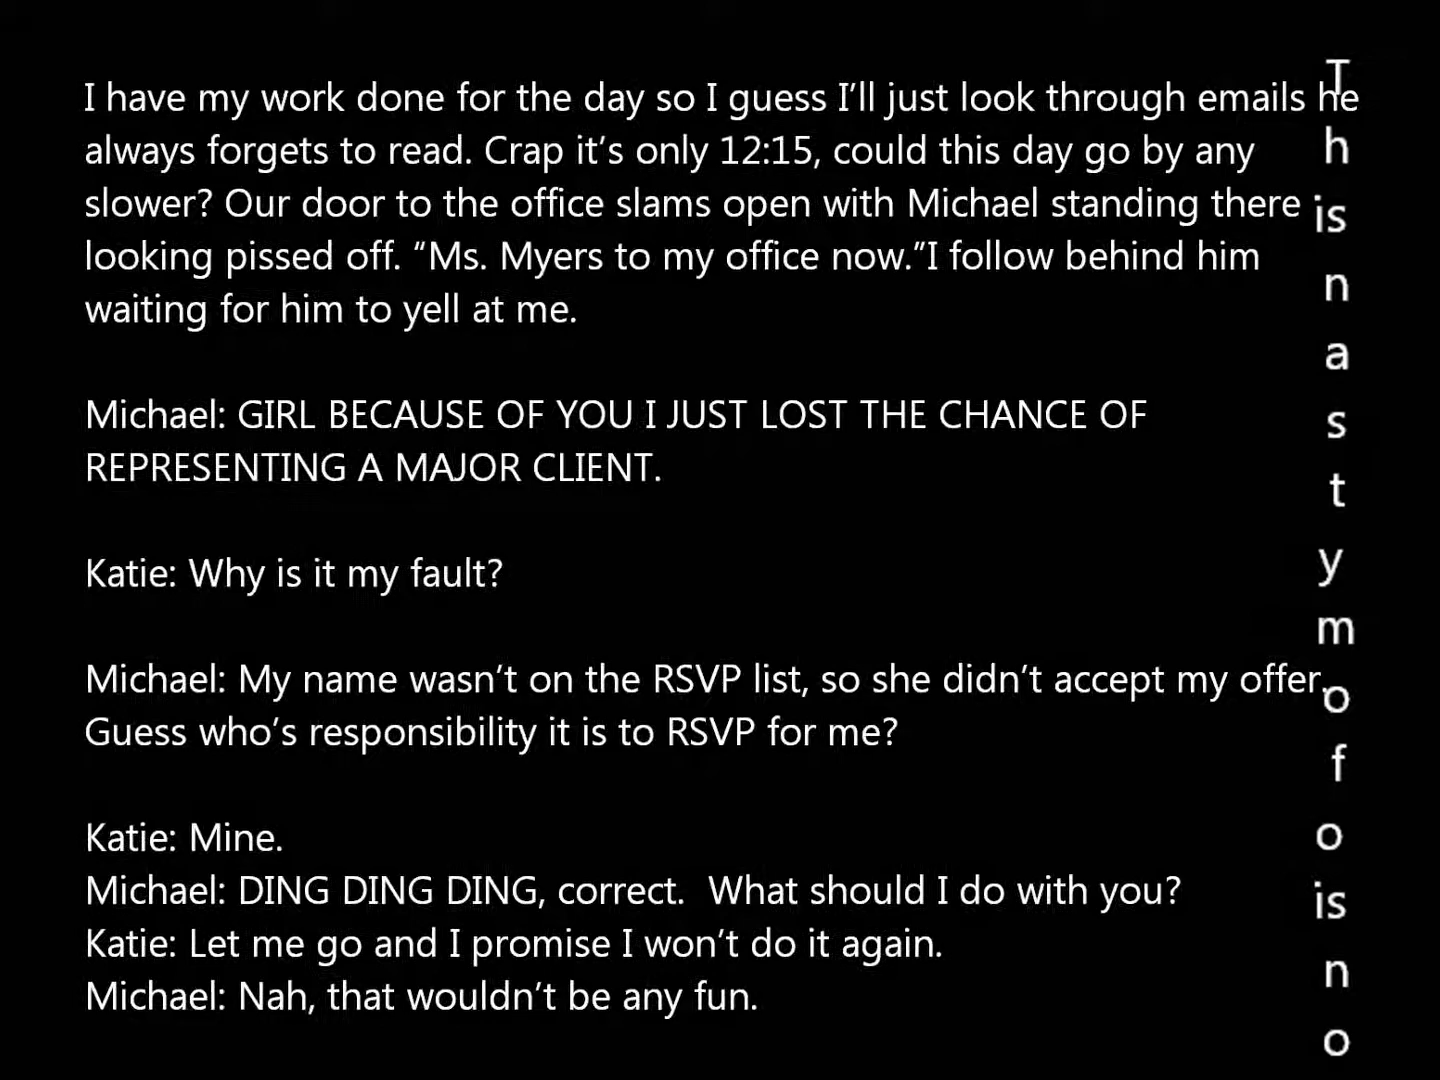 I have my work done for the day so I guess I’ll just look through emails he
always forgets to read. Crap it’s only 12:15, could this day go by any
slower? Our door to the office slams open with Michael standing there
looking pissed off. “Ms. Myers to my office now.”I follow behind him
waiting for him to yell at me.
Michael: GIRL BECAUSE OF YOU I JUST LOST THE CHANCE OF
REPRESENTING A MAJOR CLIENT.
Katie: Why is it my fault?
Michael: My name wasn’t on the RSVP list, so she didn’t accept my offer.
Guess who’s responsibility it is to RSVP for me?
Katie: Mine.
Michael: DING DING DING, correct.  What should I do with you?
Katie: Let me go and I promise I won’t do it again.
Michael: Nah, that wouldn’t be any fun.
T
h
is
n
a
s
t
y
m
o
f
o
is
n
o